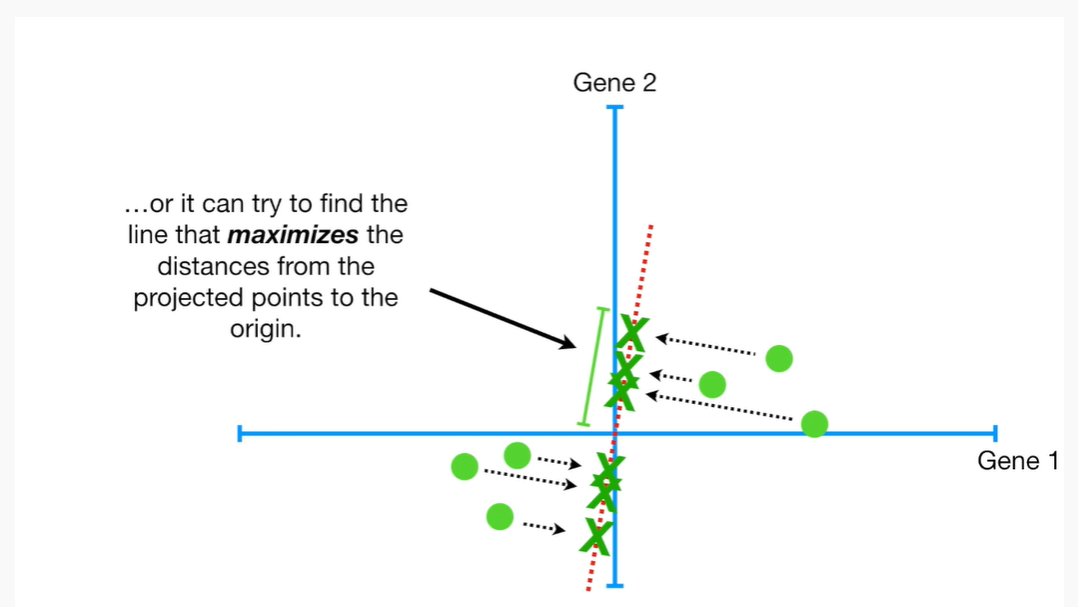 Gene 2
…or it can try to find the
line that maximizes the
distances from the
projected points to the
origin.
Gene 1